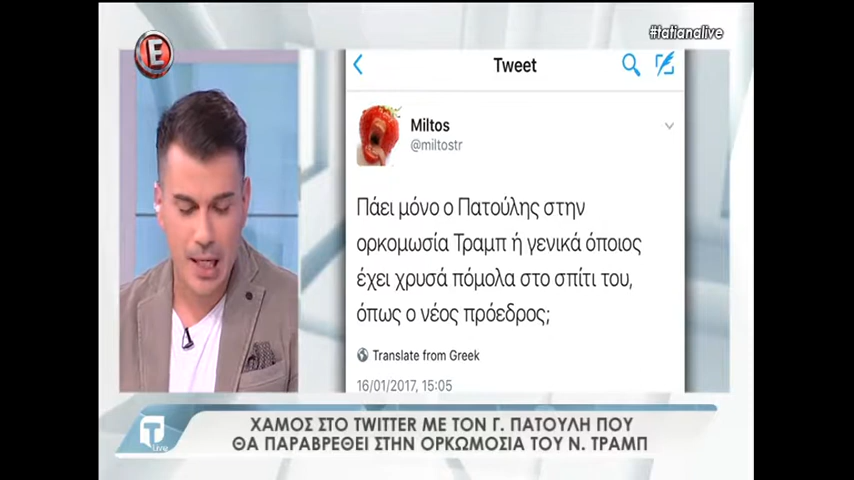 #tatianalive
E
Tweet
Miltos
@miltostr
Πάει μόνο ο Πατούλης στην
ορκομωσία Τραμπ ή γενικά όποιος
έχει χρυσά πόμολα στο σπίτι του,
όπως ο νέος πρόεδρος;
Translate from Greek
16/01/2017, 15:05
ΧΑΜΟΣ ΣΤΟ TWITTER ΜΕ ΤΟΝ Γ. ΠΑΤΟΥΛΗ ΠΟΥ
ΘΑ ΠΑΡΑΒΡΕΘΕΙ ΣΤΗΝ ΟΡΚΩΜΟΣΙΑ ΤΟΥ Ν. ΤΡΑΜΠ
T
Live